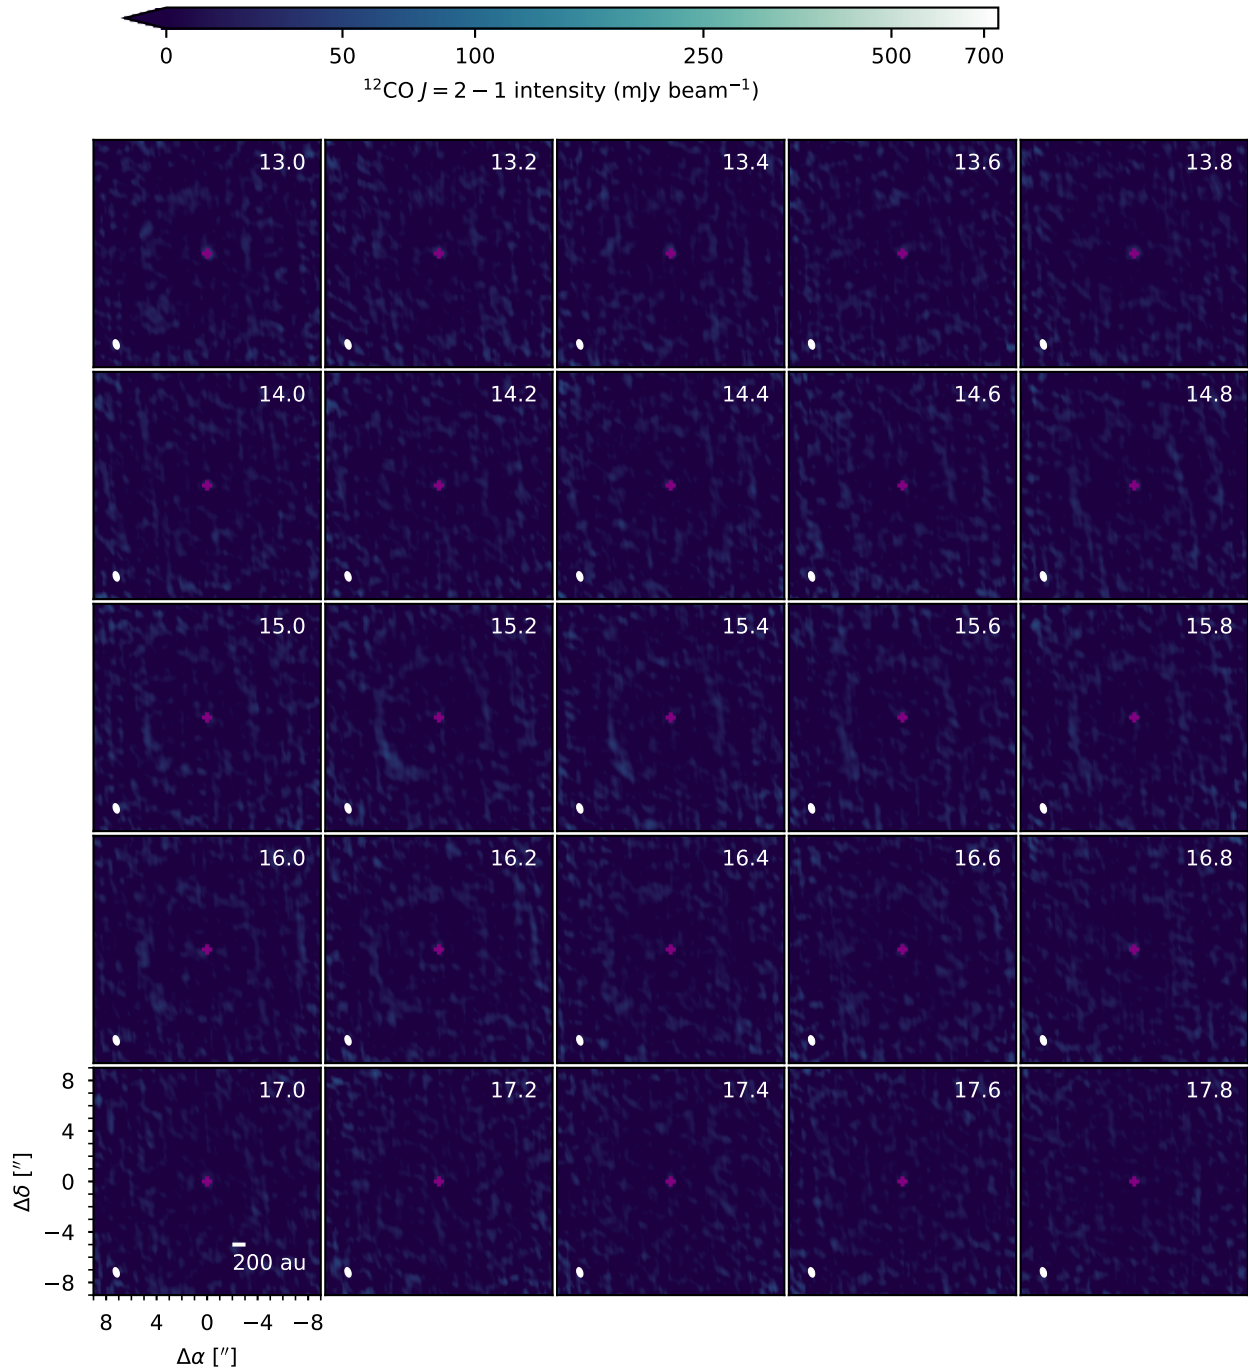 0 50 100 250 500 700
¹²CO J = 2 − 1 intensity (mJy beam⁻¹)
13.0 13.2 13.4 13.6 13.8
14.0 14.2 14.4 14.6 14.8
15.0 15.2 15.4 15.6 15.8
16.0 16.2 16.4 16.6 16.8
17.0 17.2 17.4 17.6 17.8
8
4
0
−4
−8
Δδ [″]
200 au
8 4 0 −4 −8
Δα [″]